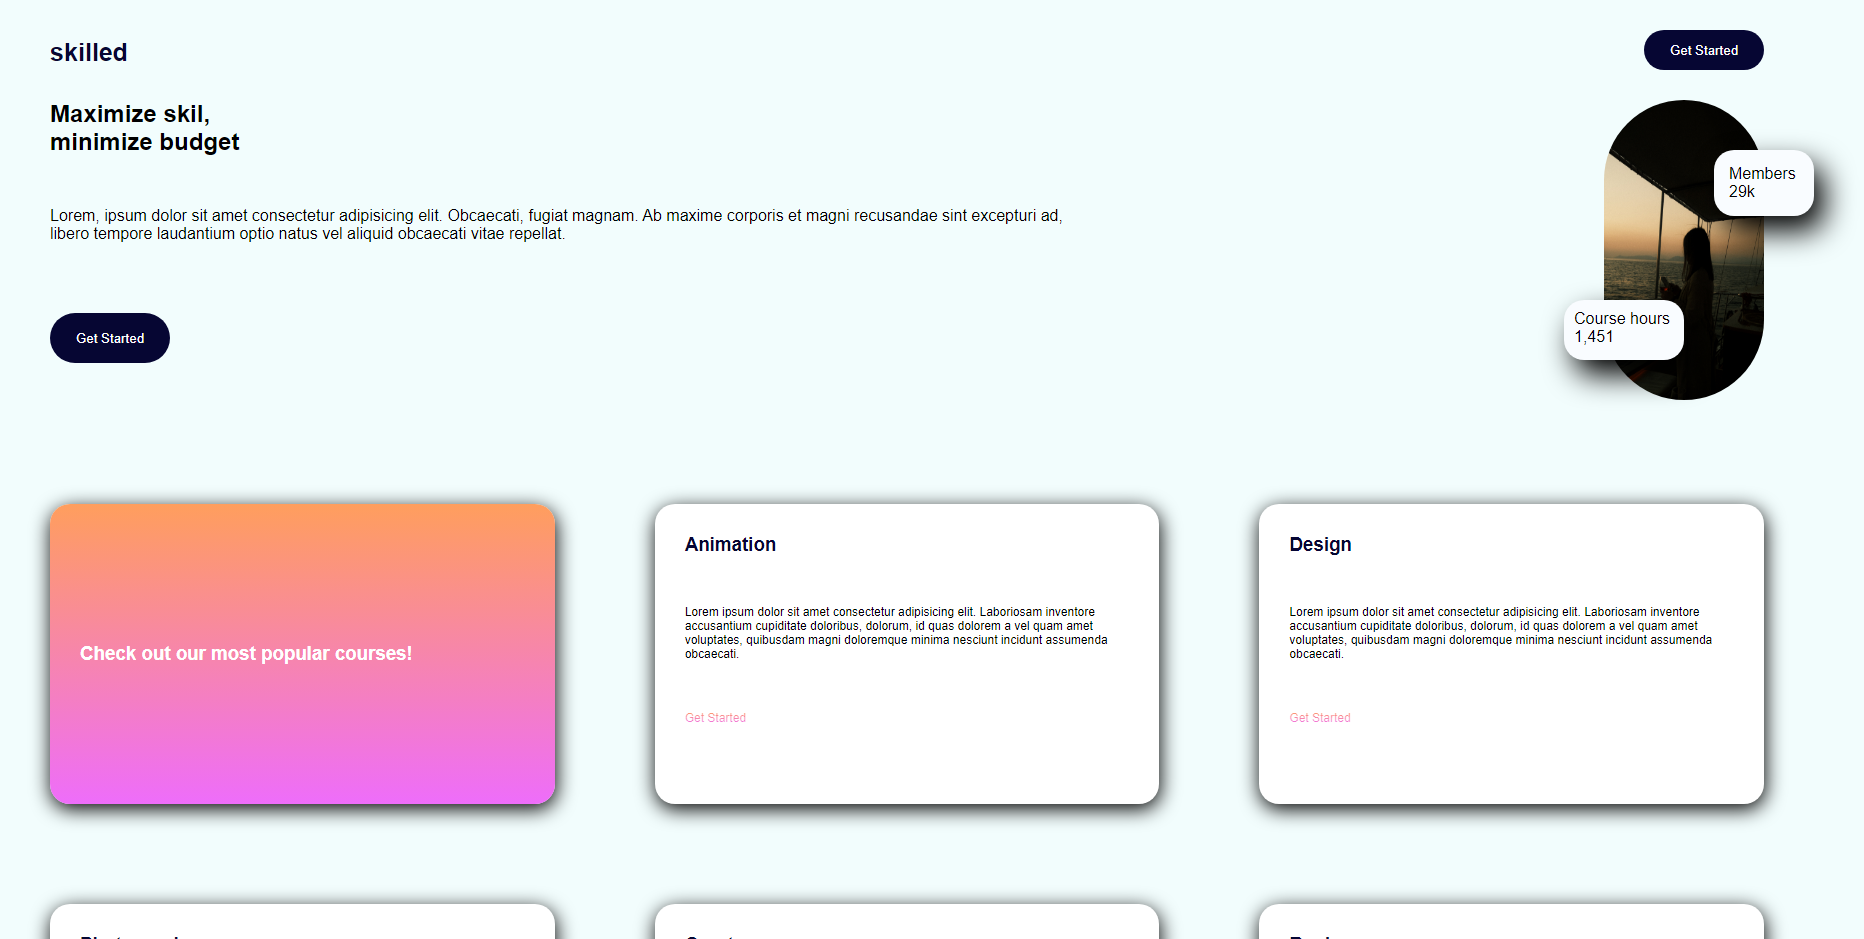 skilled
Get Started
Maximize skil,
minimize budget
Members
29k
Lorem, ipsum dolor sit amet consectetur adipisicing elit. Obcaecati, fugiat magnam. Ab maxime corporis et magni recusandae sint excepturi ad,
libero tempore laudantium optio natus vel aliquid obcaecati vitae repellat.
Course hours
1,451
Get Started
Check out our most popular courses!
Animation
Lorem ipsum dolor sit amet consectetur adipisicing elit. Laboriosam inventore
accusantium cupiditate doloribus, dolorum, id quas dolorem a vel quam amet
voluptates, quibusdam magni doloremque minima nesciunt incidunt assumenda
obcaecati.
Get Started
Design
Lorem ipsum dolor sit amet consectetur adipisicing elit. Laboriosam inventore
accusantium cupiditate doloribus, dolorum, id quas dolorem a vel quam amet
voluptates, quibusdam magni doloremque minima nesciunt incidunt assumenda
obcaecati.
Get Started